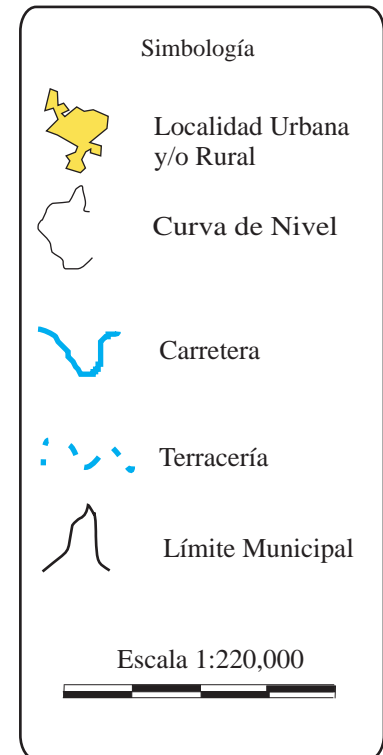 Simbología
Localidad Urbana
y/o Rural
Curva de Nivel
Carretera
Terracería
Límite Municipal
Escala 1:220,000